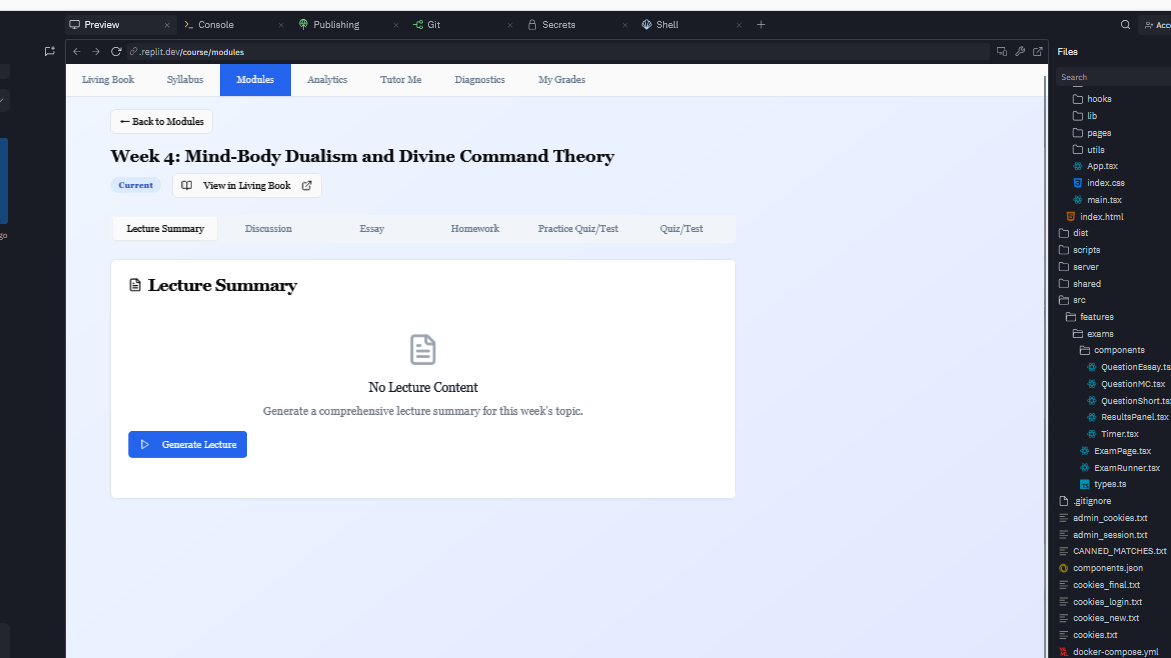 Preview
Console
Publishing
Git
Secrets
Shell
.replit.dev/course/modules
Living Book
Syllabus
Modules
Analytics
Tutor Me
Diagnostics
My Grades
← Back to Modules
Week 4: Mind-Body Dualism and Divine Command Theory
Current
View in Living Book
Lecture Summary
Discussion
Essay
Homework
Practice Quiz/Test
Quiz/Test
Lecture Summary
No Lecture Content
Generate a comprehensive lecture summary for this week's topic.
Generate Lecture
Acc
Files
Search
hooks
lib
pages
utils
App.tsx
index.css
main.tsx
index.html
dist
scripts
server
shared
src
features
exams
components
QuestionEssay.ts
QuestionMC.tsx
QuestionShort.tsx
ResultsPanel.tsx
Timer.tsx
ExamPage.tsx
ExamRunner.tsx
types.ts
.gitignore
admin_cookies.txt
admin_session.txt
CANNED_MATCHES.txt
components.json
cookies_final.txt
cookies_login.txt
cookies_new.txt
cookies.txt
docker-compose.yml